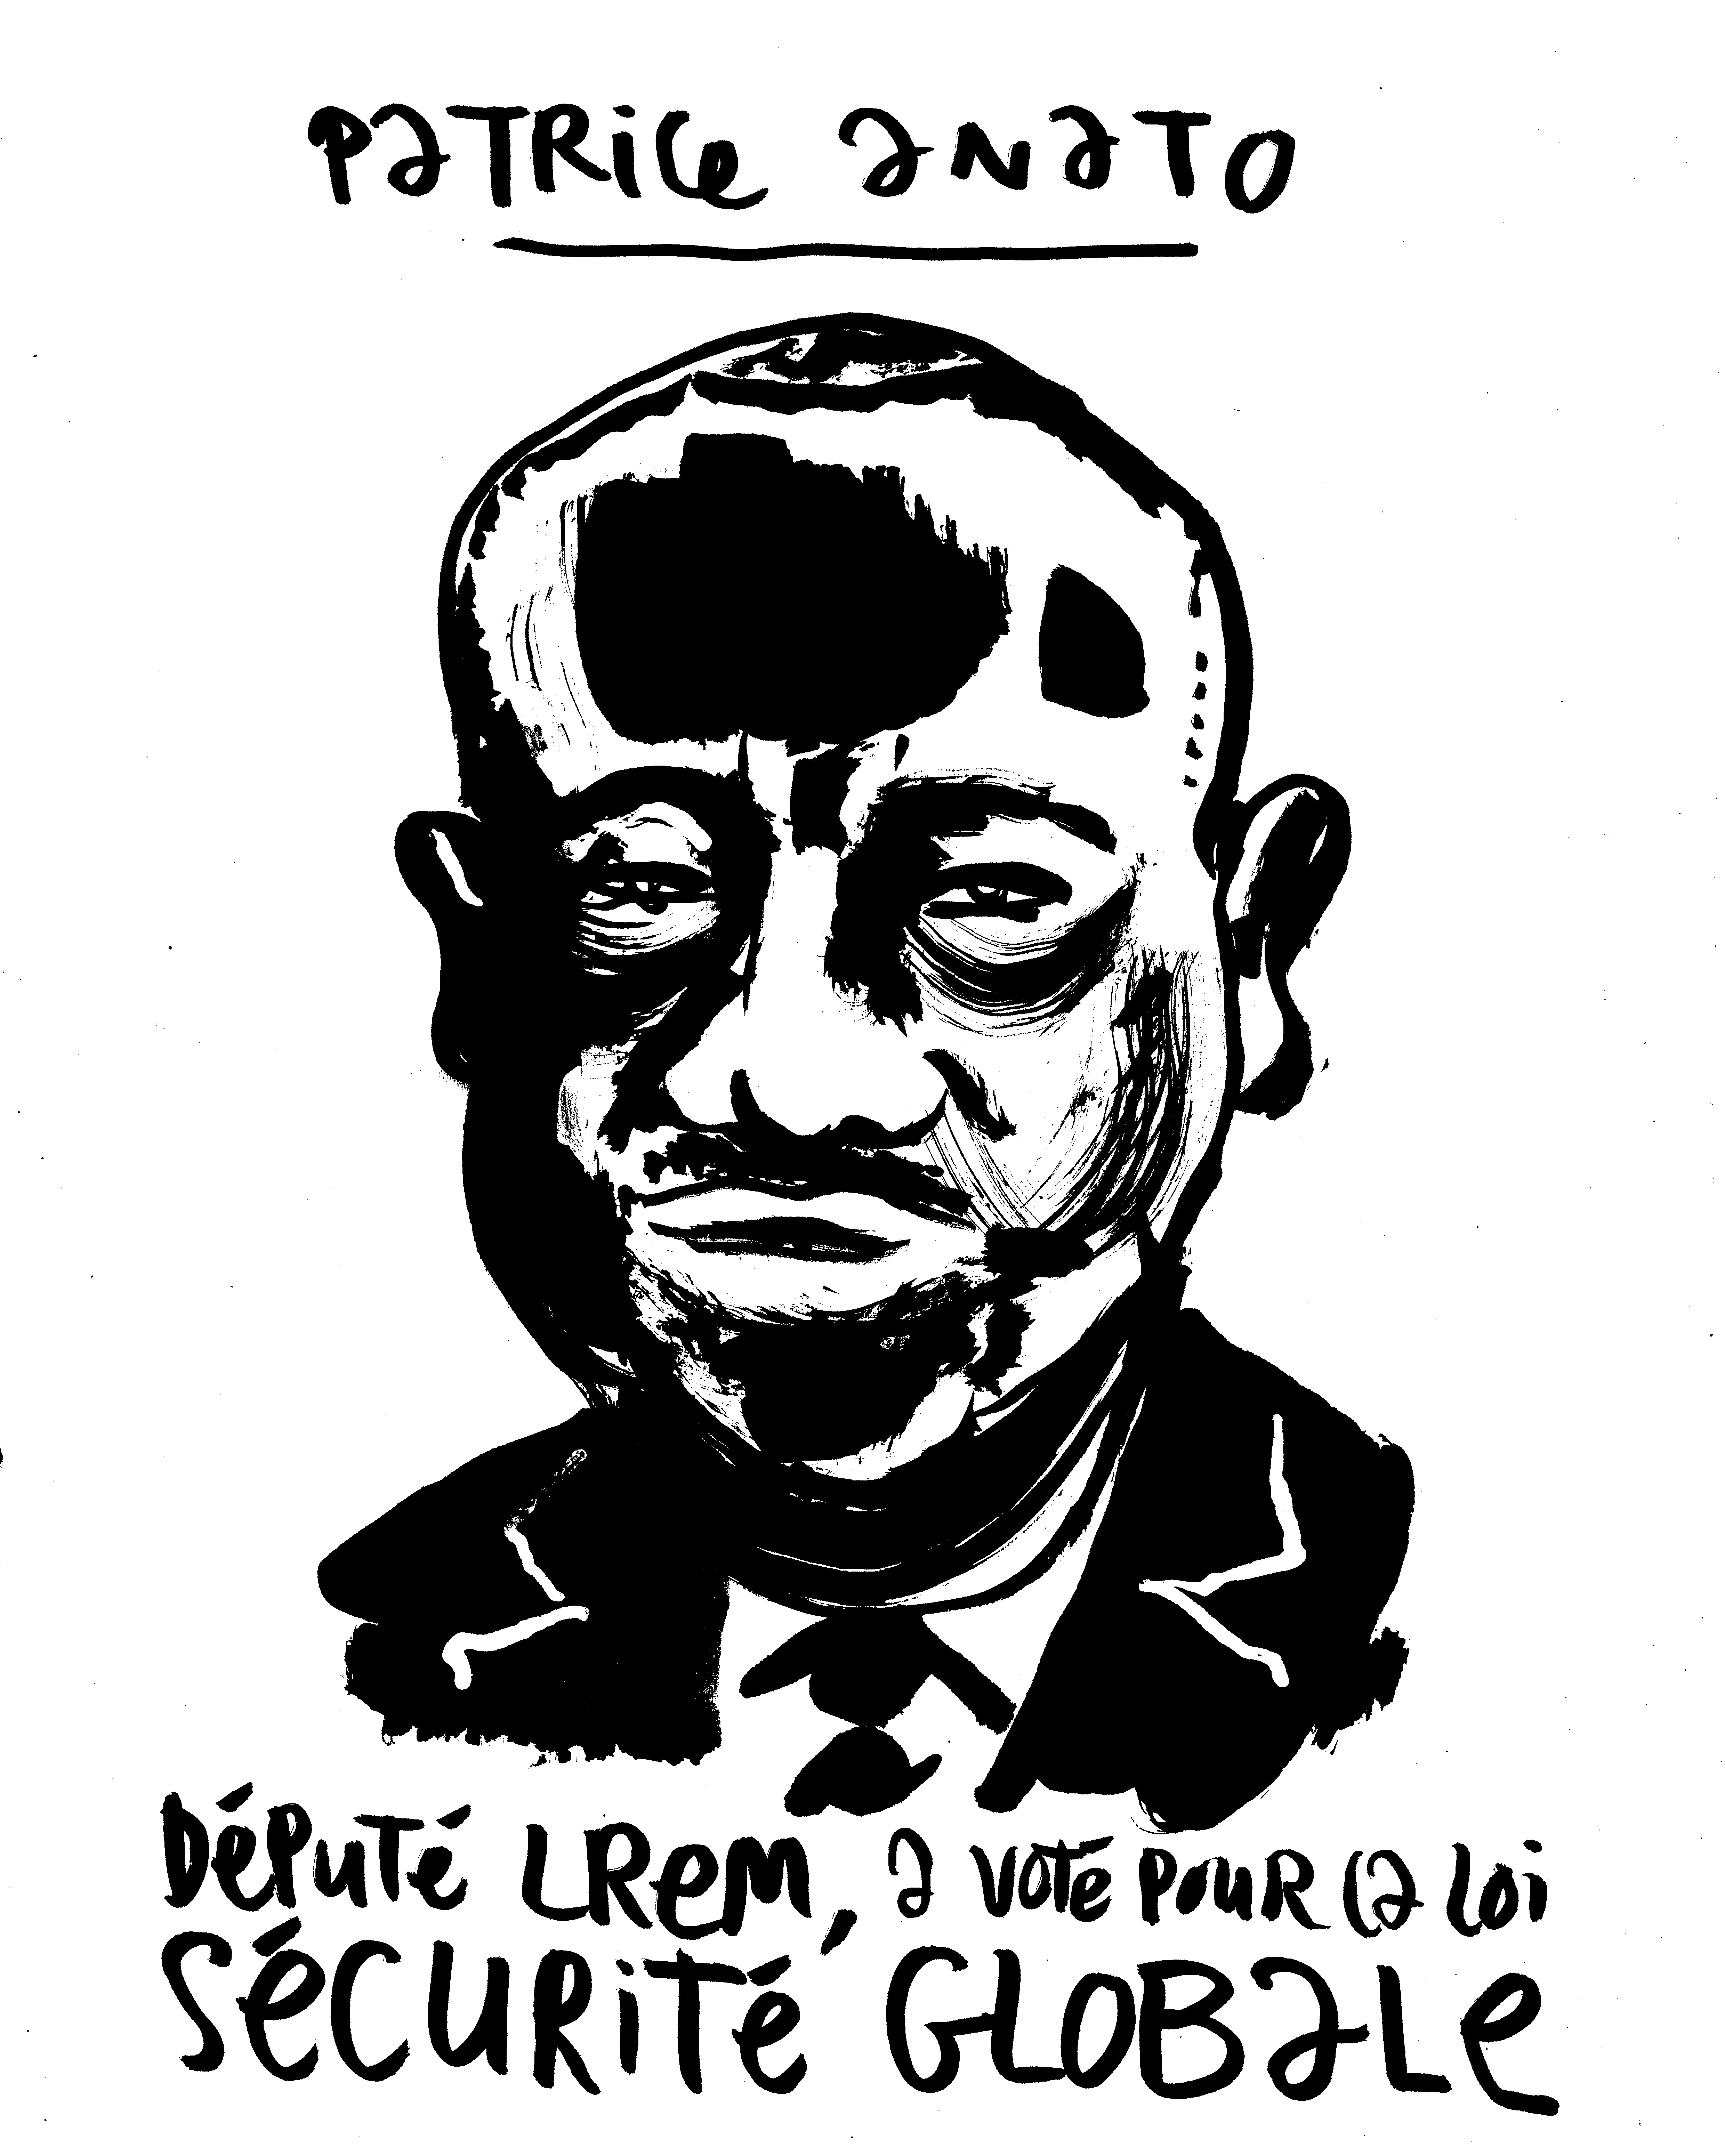 PaTRiCe aNaTO
DéPuTé LReM, a VOTé POUR La Loi
SéCURiTé GLOBaLe